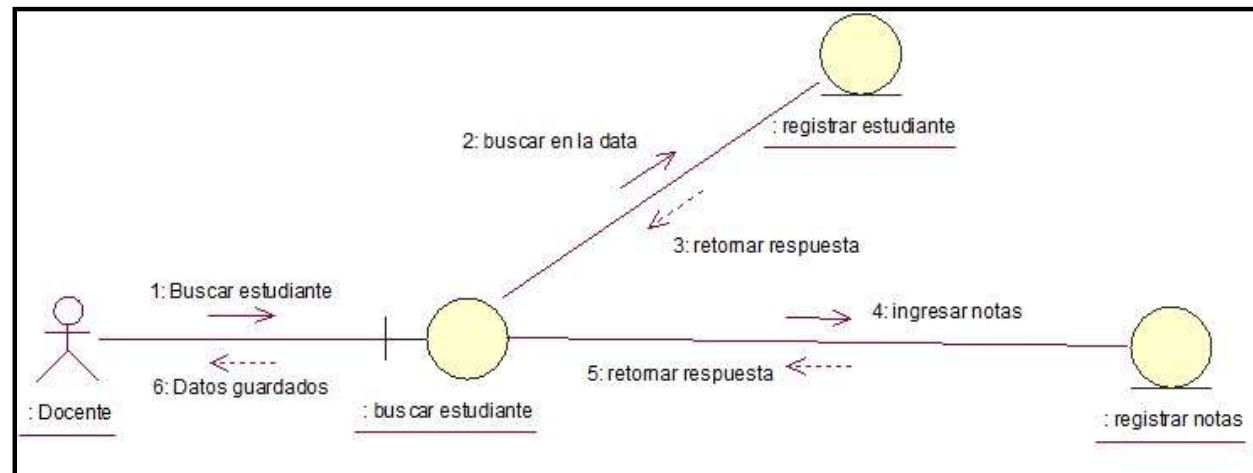 : registrar estudiante
2: buscar en la data
3: retornar respuesta
1: Buscar estudiante
4: ingresar notas
6: Datos guardados
5: retornar respuesta
: Docente
: buscar estudiante
: registrar notas